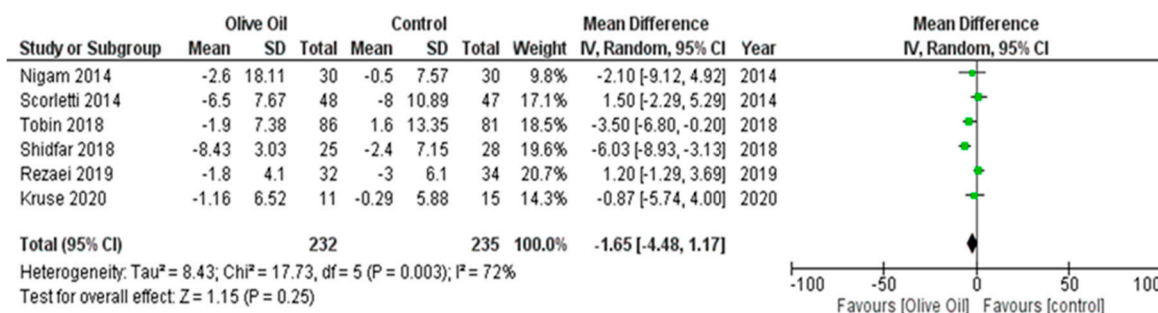 Olive Oil Control Mean Difference Mean Difference
Study or Subgroup Mean SD Total Mean SD Total Weight IV, Random, 95% CI Year IV, Random, 95% CI
Nigam 2014 -2.6 18.11 30 -0.5 7.57 30 9.8% -2.10 [-9.12, 4.92] 2014
Scorletti 2014 -6.5 7.67 48 -8 10.89 47 17.1% 1.50 [-2.29, 5.29] 2014
Tobin 2018 -1.9 7.38 86 1.6 13.35 81 18.5% -3.50 [-6.80, -0.20] 2018
Shidfar 2018 -8.43 3.03 25 -2.4 7.15 28 19.6% -6.03 [-8.93, -3.13] 2018
Rezaei 2019 -1.8 4.1 32 -3 6.1 34 20.7% 1.20 [-1.29, 3.69] 2019
Kruse 2020 -1.16 6.52 11 -0.29 5.88 15 14.3% -0.87 [-5.74, 4.00] 2020
Total (95% CI) 232 235 100.0% -1.65 [-4.48, 1.17]
Heterogeneity: Tau² = 8.43; Chi² = 17.73, df = 5 (P = 0.003); I² = 72%
Test for overall effect: Z = 1.15 (P = 0.25)
-100 -50 0 50 100
Favours [Olive Oil] Favours [control]